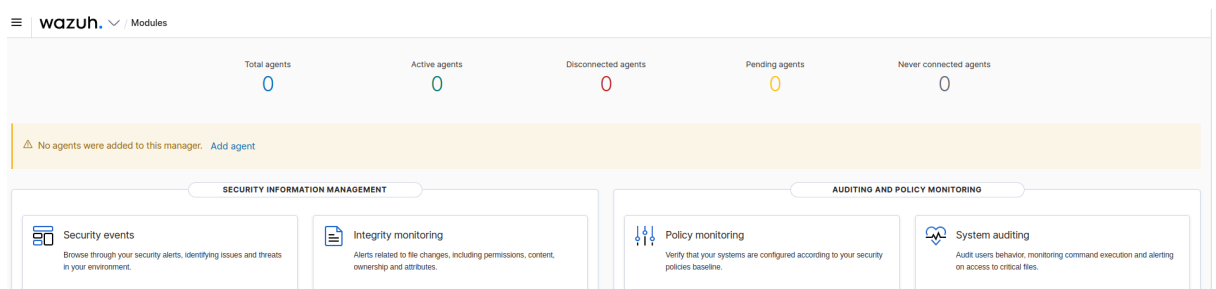 wazuh. / Modules
Total agents
0
Active agents
0
Disconnected agents
0
Pending agents
0
Never connected agents
0
No agents were added to this manager. Add agent
SECURITY INFORMATION MANAGEMENT
Security events
Browse through your security alerts, identifying issues and threats
in your environment.
Integrity monitoring
Alerts related to file changes, including permissions, content,
ownership and attributes.
AUDITING AND POLICY MONITORING
Policy monitoring
Verify that your systems are configured according to your security
policies baseline.
System auditing
Audit users behavior, monitoring command execution and alerting
on access to critical files.